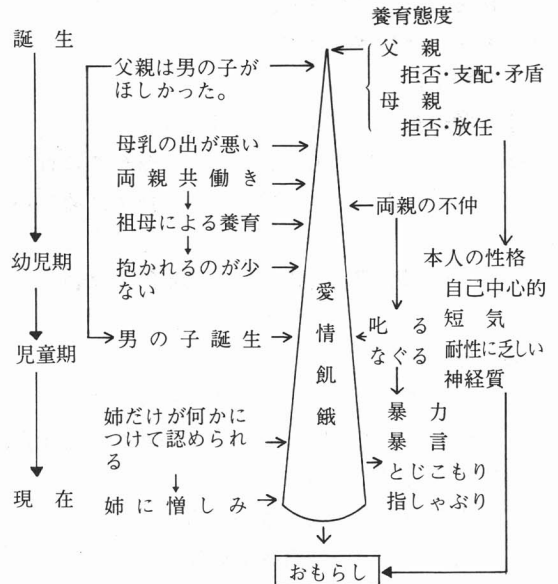 誕生
幼児期
児童期
現在
父親は男の子が
ほしかった。
母乳の出が悪い
両親共働き
祖母による養育
抱かれるのが少
ない
男の子誕生
姉だけが何かに
つけて認められ
る
姉に憎しみ
愛情飢餓
養育態度
父親
拒否・支配・矛盾
母親
拒否・放任
両親の不仲
叱る
なぐる
暴力
暴言
とじこもり
指しゃぶり
本人の性格
自己中心的
短気
耐性に乏しい
神経質
おもらし